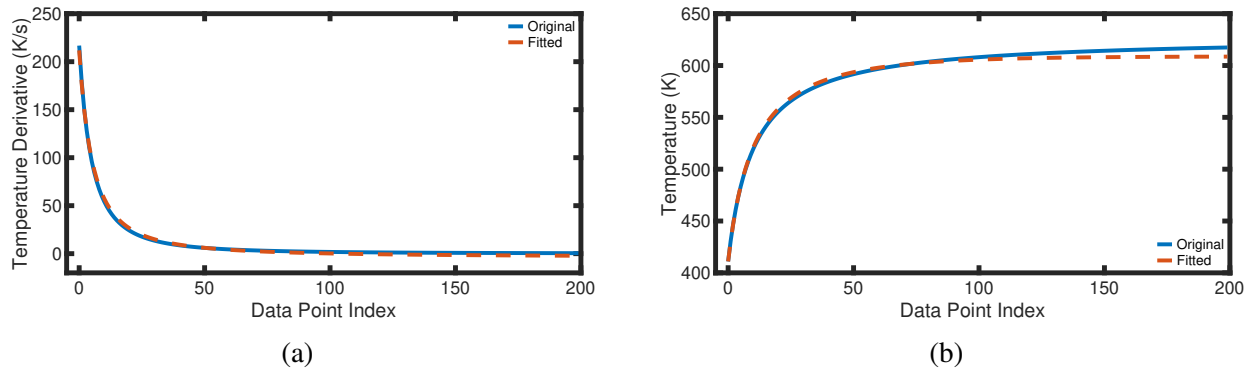 250
200
150
100
50
0
Temperature Derivative (K/s)
Original
Fitted
0
50
100
150
200
Data Point Index
(a)
650
600
550
500
450
400
Temperature (K)
Original
Fitted
0
50
100
150
200
Data Point Index
(b)